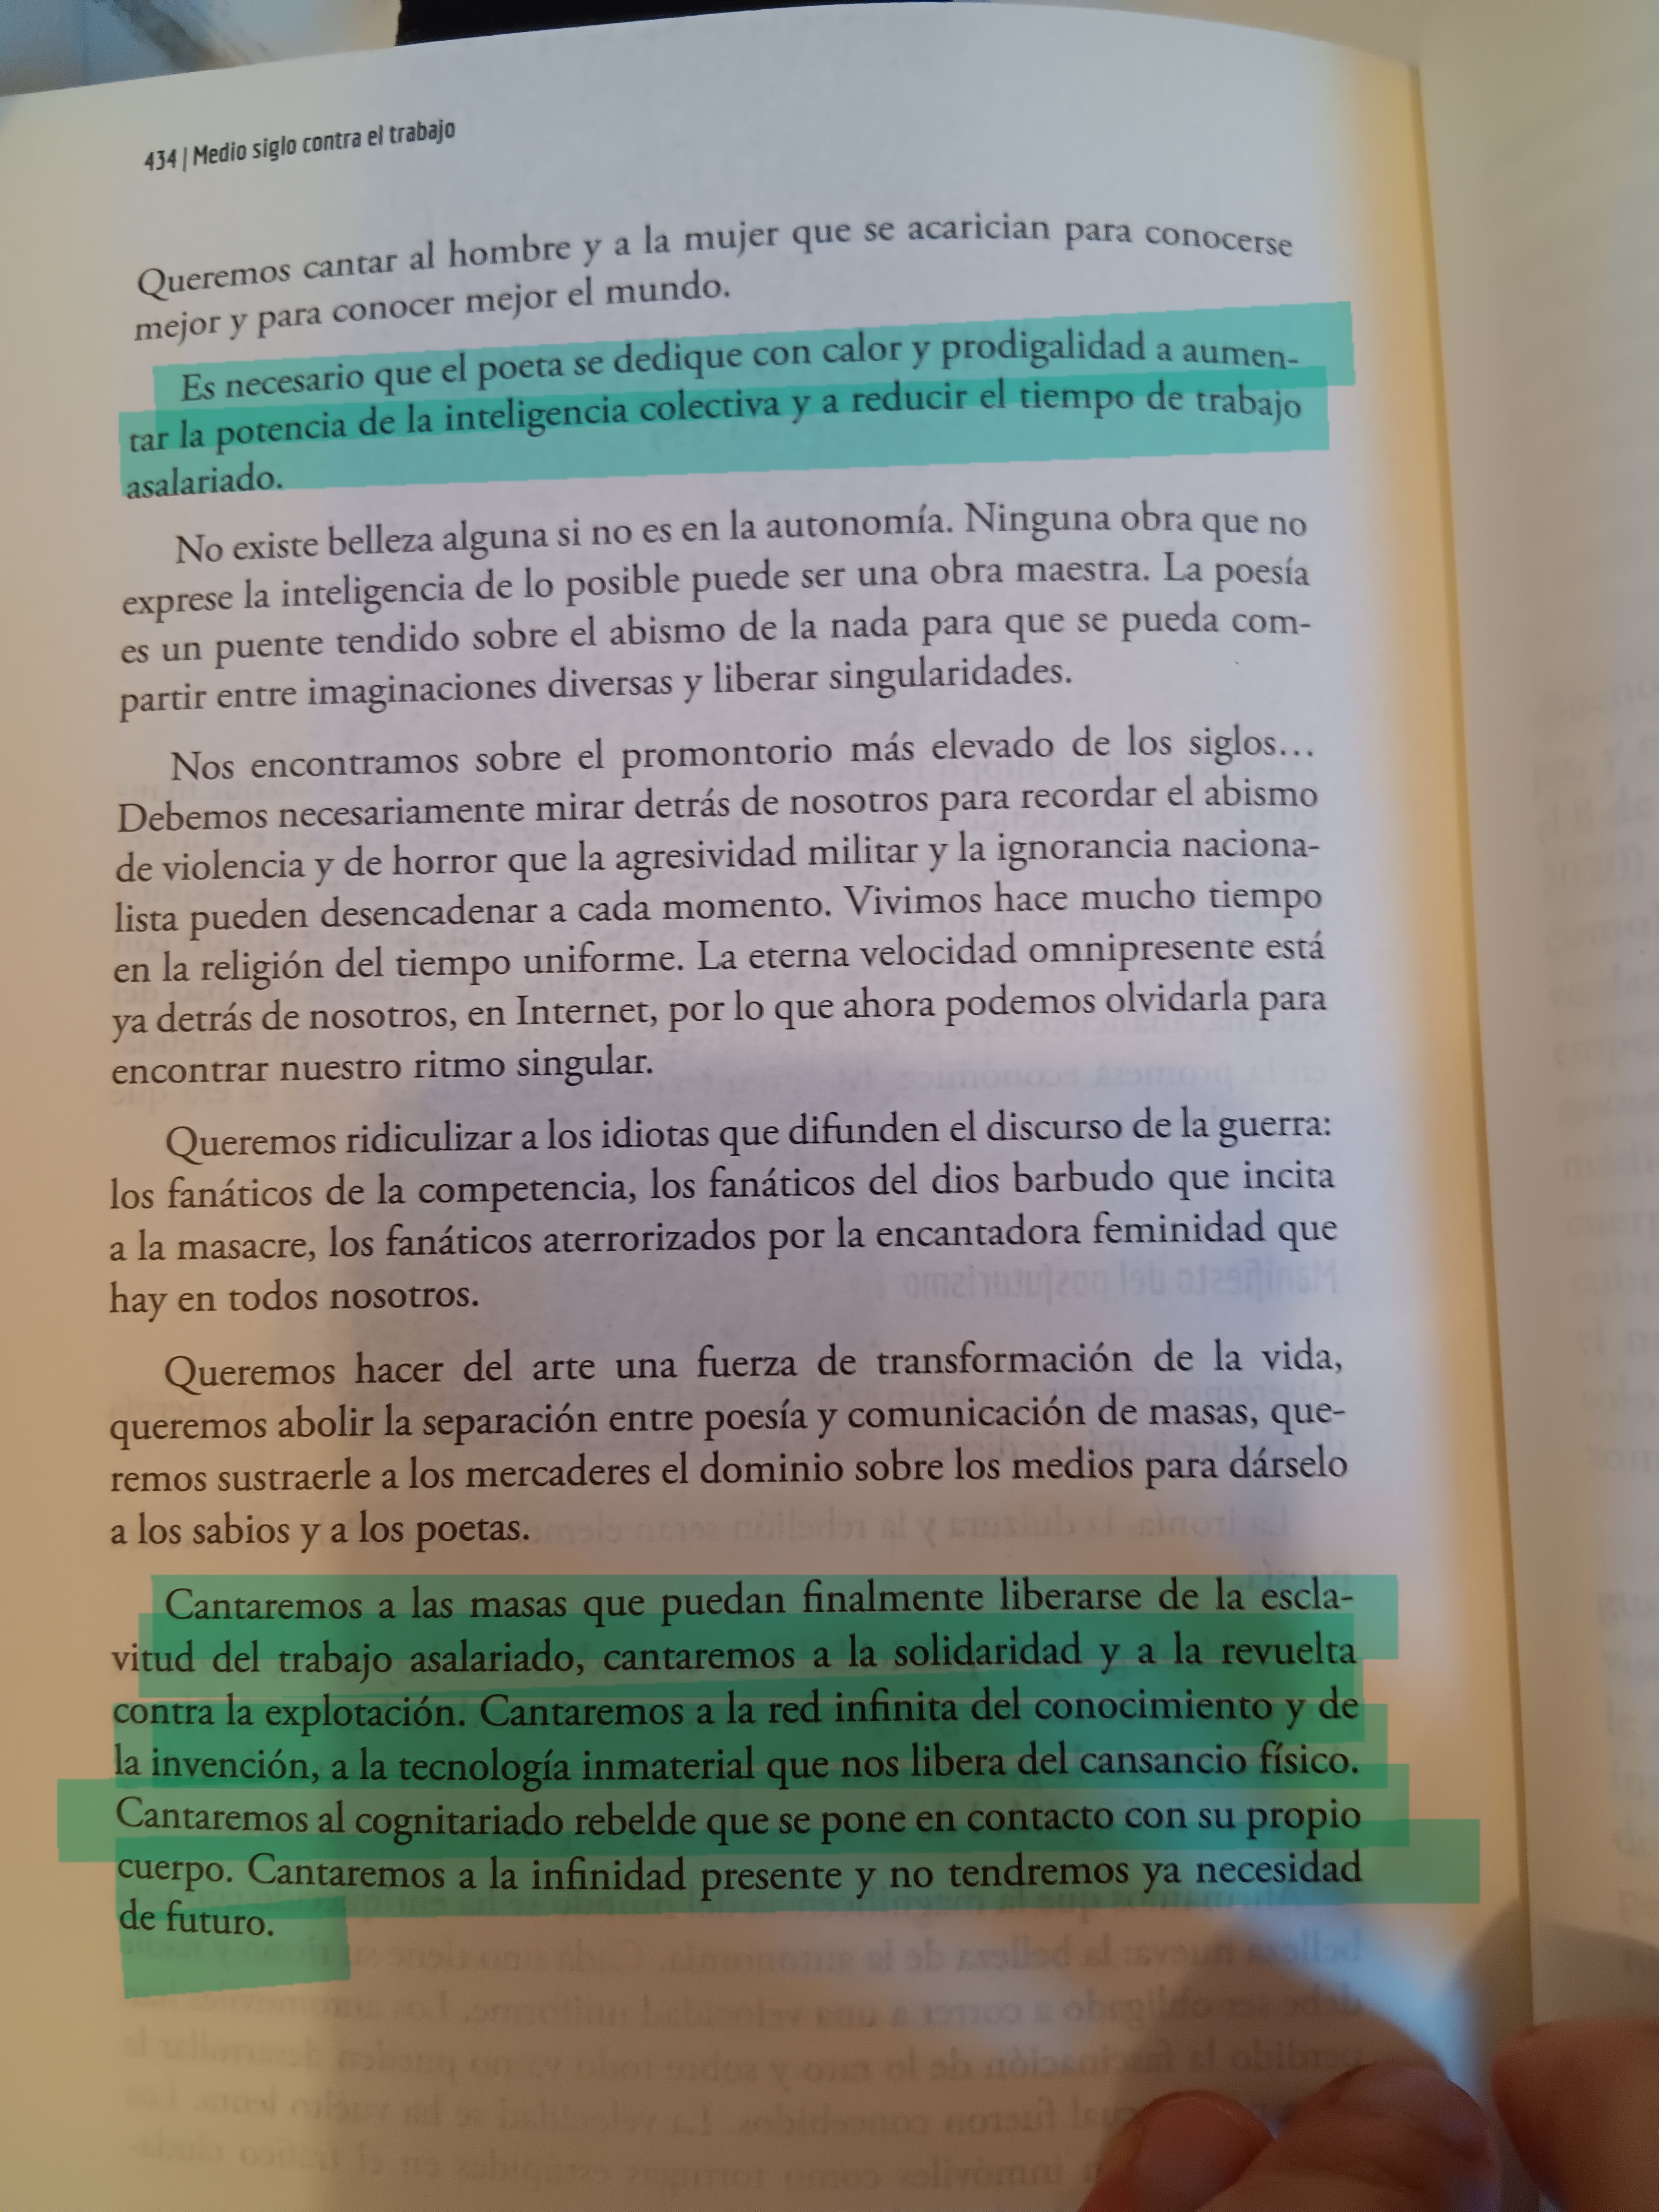 434 | Medio siglo contra el trabajo
Queremos cantar al hombre y a la mujer que se acarician para conocerse
mejor y para conocer mejor el mundo.
Es necesario que el poeta se dedique con calor y prodigalidad a aumen-
tar la potencia de la inteligencia colectiva y a reducir el tiempo de trabajo
asalariado.
No existe belleza alguna si no es en la autonomía. Ninguna obra que no
exprese la inteligencia de lo posible puede ser una obra maestra. La poesía
es un puente tendido sobre el abismo de la nada para que se pueda com-
partir entre imaginaciones diversas y liberar singularidades.
Nos encontramos sobre el promontorio más elevado de los siglos...
Debemos necesariamente mirar detrás de nosotros para recordar el abismo
de violencia y de horror que la agresividad militar y la ignorancia naciona-
lista pueden desencadenar a cada momento. Vivimos hace mucho tiempo
en la religión del tiempo uniforme. La eterna velocidad omnipresente está
ya detrás de nosotros, en Internet, por lo que ahora podemos olvidarla para
encontrar nuestro ritmo singular.
Queremos ridiculizar a los idiotas que difunden el discurso de la guerra:
los fanáticos de la competencia, los fanáticos del dios barbudo que incita
a la masacre, los fanáticos aterrorizados por la encantadora feminidad que
hay en todos nosotros.
Queremos hacer del arte una fuerza de transformación de la vida,
queremos abolir la separación entre poesía y comunicación de masas, que-
remos sustraerle a los mercaderes el dominio sobre los medios para dárselo
a los sabios y a los poetas.
Cantaremos a las masas que puedan finalmente liberarse de la escla-
vitud del trabajo asalariado, cantaremos a la solidaridad y a la revuelta
contra la explotación. Cantaremos a la red infinita del conocimiento y de
la invención, a la tecnología inmaterial que nos libera del cansancio físico.
Cantaremos al cognitariado rebelde que se pone en contacto con su propio
cuerpo. Cantaremos a la infinidad presente y no tendremos ya necesidad
de futuro.